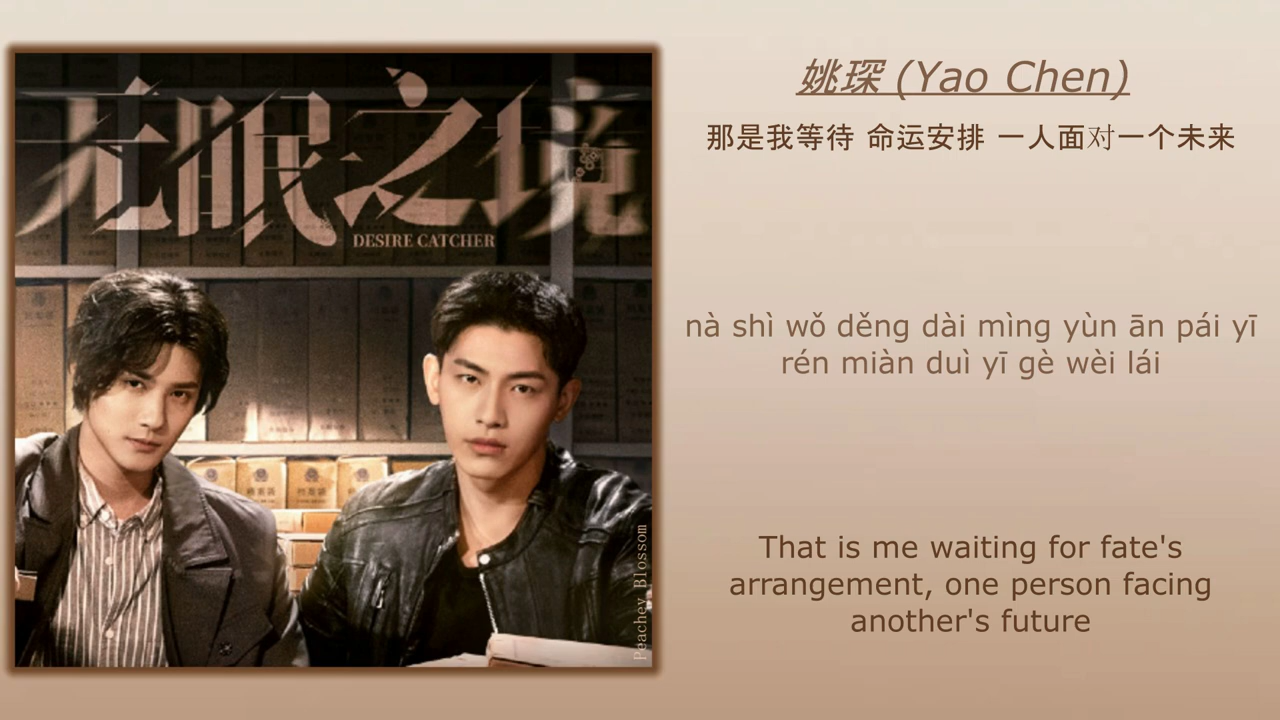 无眠之境
DESIRE CATCHER
Peachey Blossom
姚琛 (Yao Chen)
那是我等待 命运安排 一人面对一个未来
nà shì wǒ děng dài mìng yùn ān pái yī
rén miàn duì yī gè wèi lái
That is me waiting for fate's
arrangement, one person facing
another's future